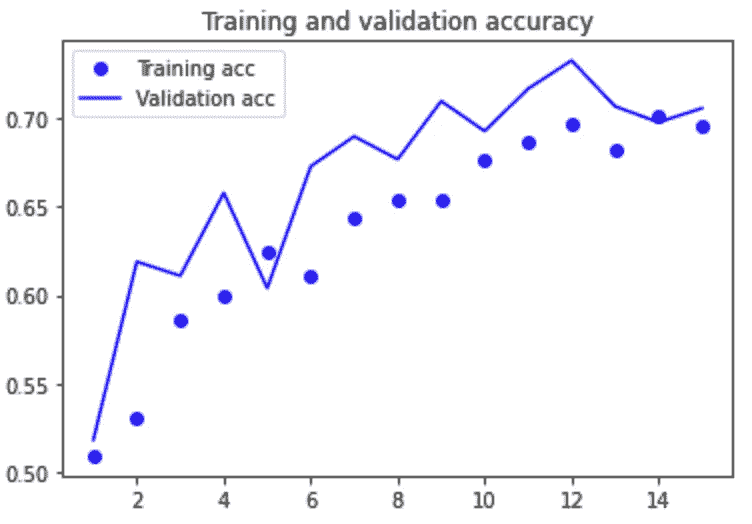 Training and validation accuracy
Training acc
Validation acc
0.70
0.65
0.60
0.55
0.50
2 4 6 8 10 12 14